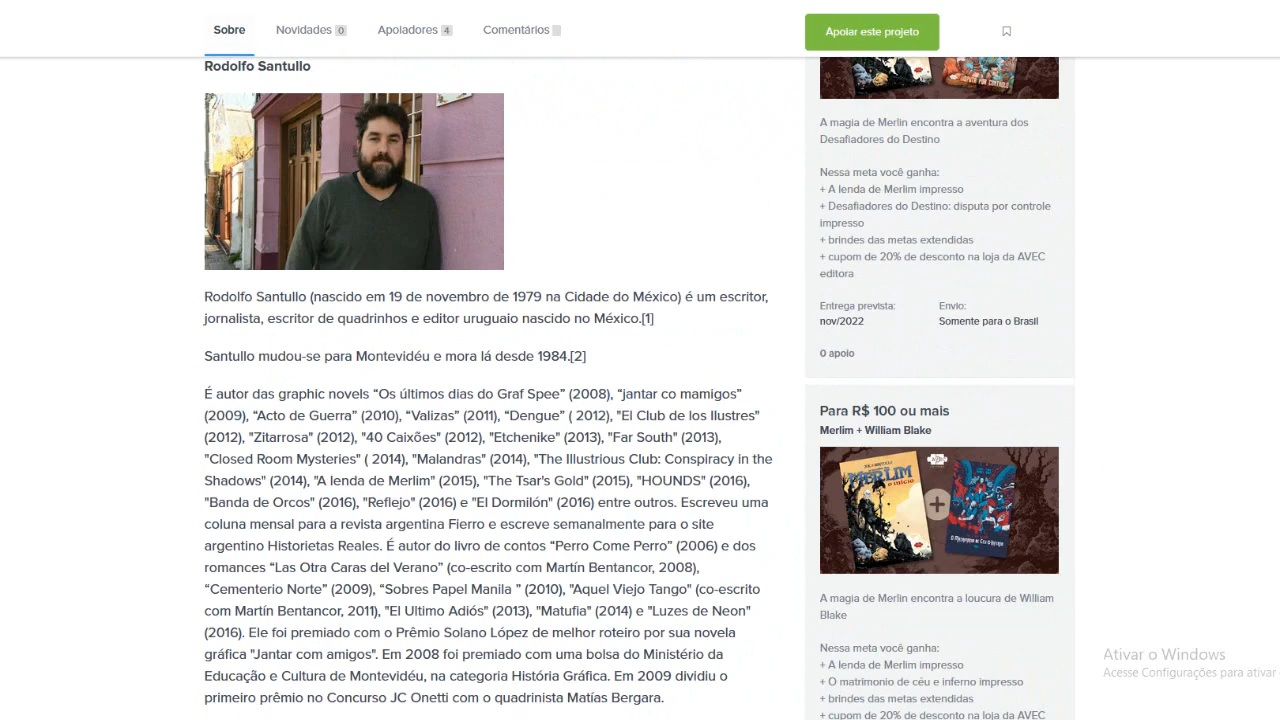 Sobre
Novidades 0
Apoiadores 4
Comentários
Apoiar este projeto
Rodolfo Santullo
Rodolfo Santullo (nascido em 19 de novembro de 1979 na Cidade do México) é um escritor,
jornalista, escritor de quadrinhos e editor uruguaio nascido no México.[1]
Santullo mudou-se para Montevidéu e mora lá desde 1984.[2]
É autor das graphic novels “Os últimos dias do Graf Spee” (2008), “jantar co mamigos”
(2009), “Acto de Guerra” (2010), “Valizas” (2011), “Dengue” ( 2012), "El Club de los Ilustres"
(2012), "Zitarrosa" (2012), "40 Caixões" (2012), "Etchenike" (2013), "Far South" (2013),
"Closed Room Mysteries" ( 2014), "Malandras" (2014), "The Illustrious Club: Conspiracy in the
Shadows" (2014), "A lenda de Merlim" (2015), "The Tsar's Gold" (2015), "HOUNDS" (2016),
"Banda de Orcos" (2016), "Reflejo" (2016) e "El Dormilón" (2016) entre outros. Escreveu uma
coluna mensal para a revista argentina Fierro e escreve semanalmente para o site
argentino Historietas Reales. É autor do livro de contos “Perro Come Perro” (2006) e dos
romances “Las Otra Caras del Verano” (co-escrito com Martín Bentancor, 2008),
“Cementerio Norte” (2009), “Sobres Papel Manila ” (2010), "Aquel Viejo Tango" (co-escrito
com Martín Bentancor, 2011), "El Ultimo Adiós" (2013), "Matufia" (2014) e "Luzes de Neon"
(2016). Ele foi premiado com o Prêmio Solano López de melhor roteiro por sua novela
gráfica "Jantar com amigos". Em 2008 foi premiado com uma bolsa do Ministério da
Educação e Cultura de Montevidéu, na categoria História Gráfica. Em 2009 dividiu o
primeiro prêmio no Concurso JC Onetti com o quadrinista Matías Bergara.
DISPUTA POR CONTROLE
A magia de Merlin encontra a aventura dos
Desafiadores do Destino
Nessa meta você ganha:
+ A lenda de Merlim impresso
+ Desafiadores do Destino: disputa por controle
impresso
+ brindes das metas extendidas
+ cupom de 20% de desconto na loja da AVEC
editora
Entrega prevista:
nov/2022
Envio:
Somente para o Brasil
0 apoio
Para R$ 100 ou mais
Merlim + William Blake
MERLIM
O INÍCIO
A magia de Merlin encontra a loucura de William
Blake
Nessa meta você ganha:
+ A lenda de Merlim impresso
+ O matrimonio de céu e inferno impresso
+ brindes das metas extendidas
+ cupom de 20% de desconto na loja da AVEC
Ativar o Windows
Acesse Configurações para ativar